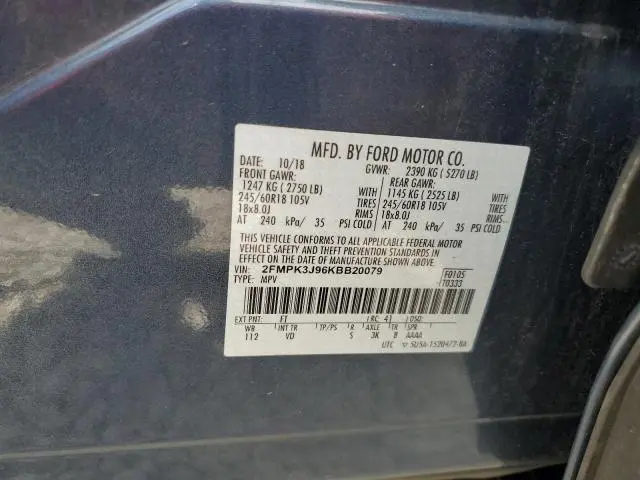 MFD. BY FORD MOTOR CO.
DATE: 10/18 GVWR: 2390 KG ( 5270 LB)
FRONT GAWR: REAR GAWR:
1247 KG ( 2750 LB) WITH 1145 KG ( 2525 LB) WITH
245/60R18 105V TIRES 245/60R18 105V TIRES
18x8.0J RIMS 18x8.0J RIMS
AT 240 kPa/ 35 PSI COLD AT 240 kPa/ 35 PSI COLD
THIS VEHICLE CONFORMS TO ALL APPLICABLE FEDERAL MOTOR
VEHICLE SAFETY AND THEFT PREVENTION STANDARDS IN EFFECT ON
THE DATE OF MANUFACTURE SHOWN ABOVE.
VIN: 2FMPK3J96KBB20079 F0105
TYPE: MPV T0333
EXT PNT: FT RC: 41 DSO:
WB INT TR TP/PS R AXLE TR SPR
112 VD S 3K 8 AAAA
UTC